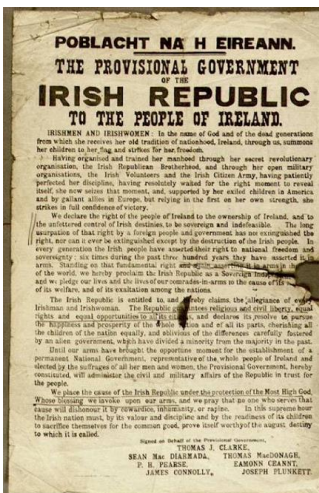 POBLACHT NA H EIREANN.
THE PROVISIONAL GOVERNMENT
OF THE
IRISH REPUBLIC
TO THE PEOPLE OF IRELAND.
IRISHMEN AND IRISHWOMEN: In the name of God and of the dead generations
from which she receives her old tradition of nationhood, Ireland, through us, summons
her children to her flag and strikes for her freedom.
Having organised and trained her manhood through her secret revolutionary
organisation, the Irish Republican Brotherhood, and through her open military
organisations, the Irish Volunteers and the Irish Citizen Army, having patiently
perfected her discipline, having resolutely waited for the right moment to reveal
itself, she now seizes that moment, and, supported by her exiled children in America
and by gallant allies in Europe, but relying in the first on her own strength, she
strikes in full confidence of victory.
We declare the right of the people of Ireland to the ownership of Ireland, and to
the unfettered control of Irish destinies, to be sovereign and indefeasible. The long
usurpation of that right by a foreign people and government has not extinguished the
right, nor can it ever be extinguished except by the destruction of the Irish people. In
every generation the Irish people have asserted their right to national freedom and
sovereignty: six times during the past three hundred years they have asserted it in
arms. Standing on that fundamental right and again asserting it in arms in the
of the world, we hereby proclaim the Irish Republic as a Sovereign
and we pledge our lives and the lives of our comrades-in-arms to the cause of its
of its welfare, and of its exaltation among the nations.
The Irish Republic is entitled to, and hereby claims, the allegiance of every
Irishman and Irishwoman. The Republic guarantees religious and civil liberty, equal
rights and equal opportunities to all its citizens, and declares its resolve to pursue
the happiness and prosperity of the whole nation and of all its parts, cherishing all
the children of the nation equally, and oblivious of the differences carefully fostered
by an alien government, which have divided a minority from the majority in the past.
Until our arms have brought the opportune moment for the establishment of a
permanent National Government, representative of the whole people of Ireland and
elected by the suffrages of all her men and women, the Provisional Government, hereby
constituted, will administer the civil and military affairs of the Republic in trust for
the people.
We place the cause of the Irish Republic under the protection of the Most High God,
Whose blessing we invoke upon our arms, and we pray that no one who serves that
cause will dishonour it by cowardice, inhumanity, or rapine. In this supreme hour
the Irish nation must, by its valour and discipline and by the readiness of its children
to sacrifice themselves for the common good, prove itself worthy of the august destiny
to which it is called.
Signed on Behalf of the Provisional Government,
THOMAS J. CLARKE,
SEAN Mac DIARMADA, THOMAS MacDONAGH,
P. H. PEARSE, EAMONN CEANNT,
JAMES CONNOLLY, JOSEPH PLUNKETT.